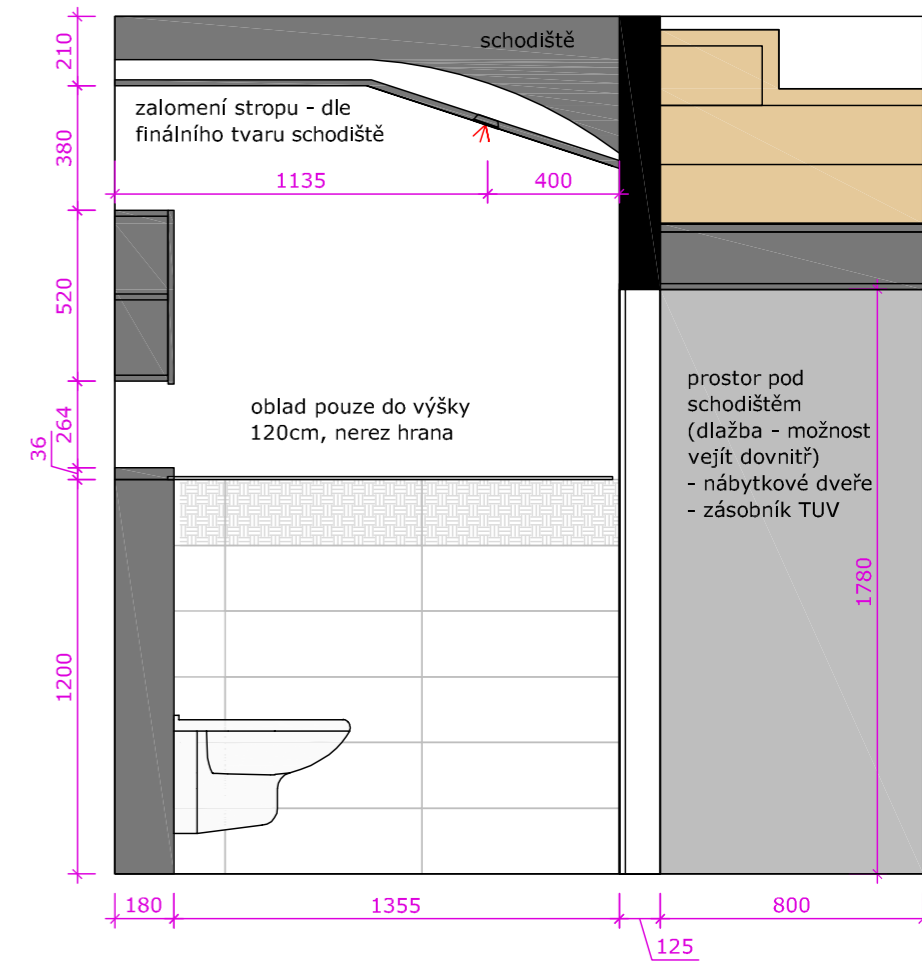 schodiště
210
zalomení stropu - dle
finálního tvaru schodiště
380
1135
400
520
oblad pouze do výšky
120cm, nerez hrana
264
36
prostor pod
schodištěm
(dlažba - možnost
vejít dovnitř)
- nábytkové dveře
- zásobník TUV
1780
1200
180
1355
800
125